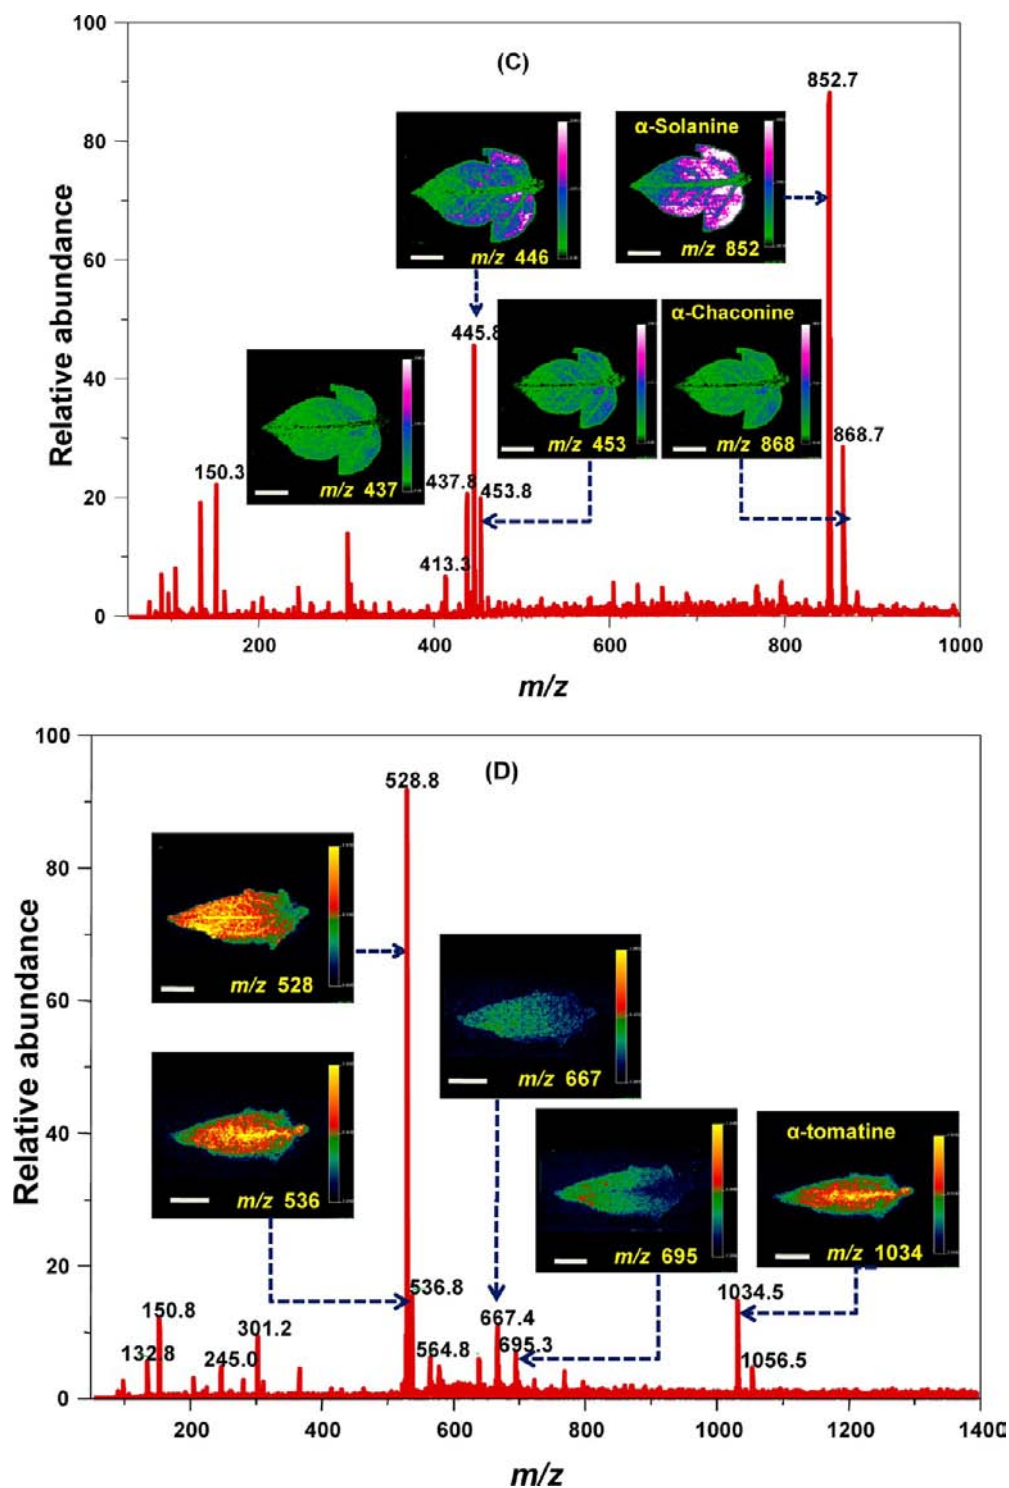 100
(C)
852.7
α-Solanine
80
m/z 446
m/z 852
60
α-Chaconine
445.8
40
m/z 453
m/z 868
868.7
150.3
m/z 437
437.8
453.8
20
413.3
0
200
400
600
800
1000
m/z
Relative abundance
100
(D)
528.8
80
m/z 528
60
m/z 667
α-tomatine
40
m/z 536
m/z 695
m/z 1034
20
536.8
1034.5
150.8
667.4
301.2
695.3
564.8
132.8
245.0
1056.5
0
200
400
600
800
1000
1200
1400
m/z
Relative abundance